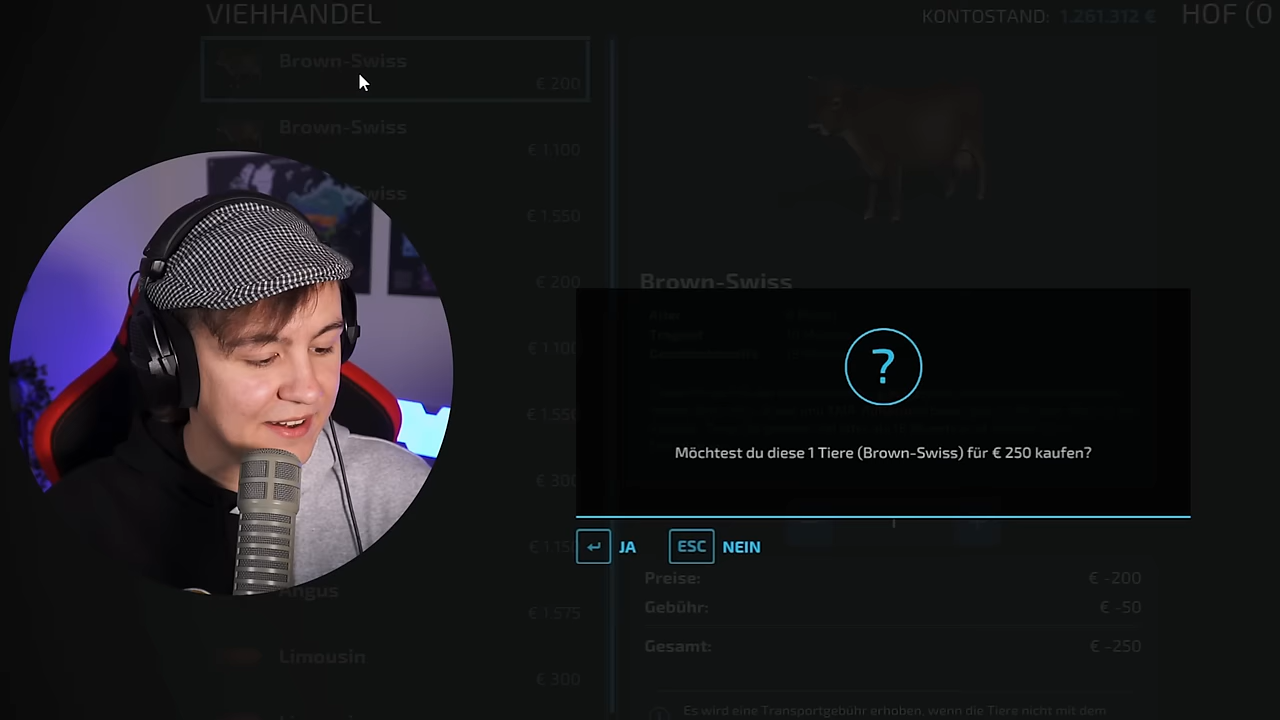 VIEHHANDEL
KONTOSTAND: 1.261.312 €
HOF (0
Brown-Swiss
€ 200
Brown-Swiss
€ 1.100
wiss
€ 1.550
€ 200
€ 1.100
€ 1.550
€ 300
€ 1.150
Angus
€ 1.575
Limousin
€ 300
Brown-Swiss
Alter:
Möchtest du diese 1 Tiere (Brown-Swiss) für € 250 kaufen?
JA
ESC NEIN
Preise: € -200
Gebühr: € -50
Gesamt: € -250
Es wird eine Transportgebühr erhoben, wenn die Tiere nicht mit dem